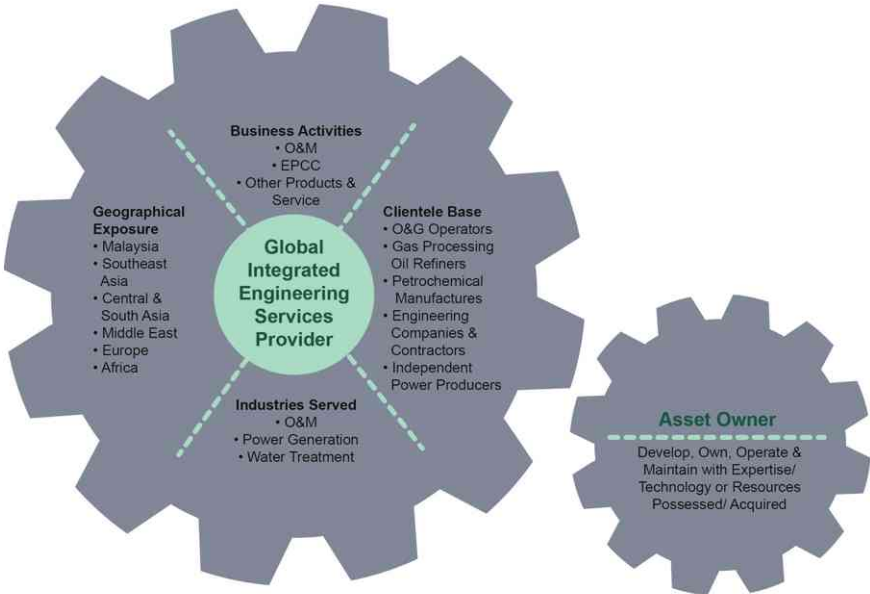 Business Activities
• O&M
• EPCC
• Other Products &
Service
Geographical
Exposure
• Malaysia
• Southeast
Asia
• Central &
South Asia
• Middle East
• Europe
• Africa
Global
Integrated
Engineering
Services
Provider
Clientele Base
• O&G Operators
• Gas Processing
Oil Refiners
• Petrochemical
Manufactures
• Engineering
Companies &
Contractors
• Independent
Power Producers
Industries Served
• O&M
• Power Generation
• Water Treatment
Asset Owner
Develop, Own, Operate &
Maintain with Expertise/
Technology or Resources
Possessed/ Acquired